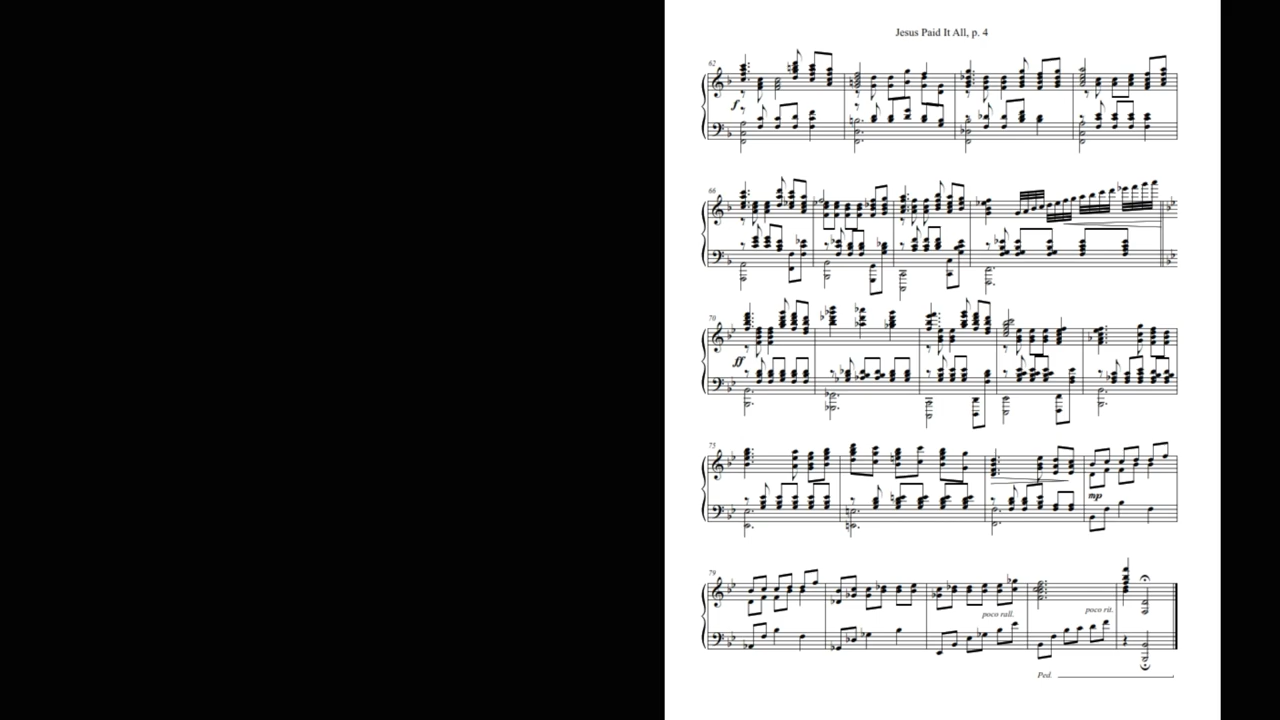 Jesus Paid It All, p. 4
62
f
66
70
ff
75
mp
79
poco rall.
poco rit.
Ped.